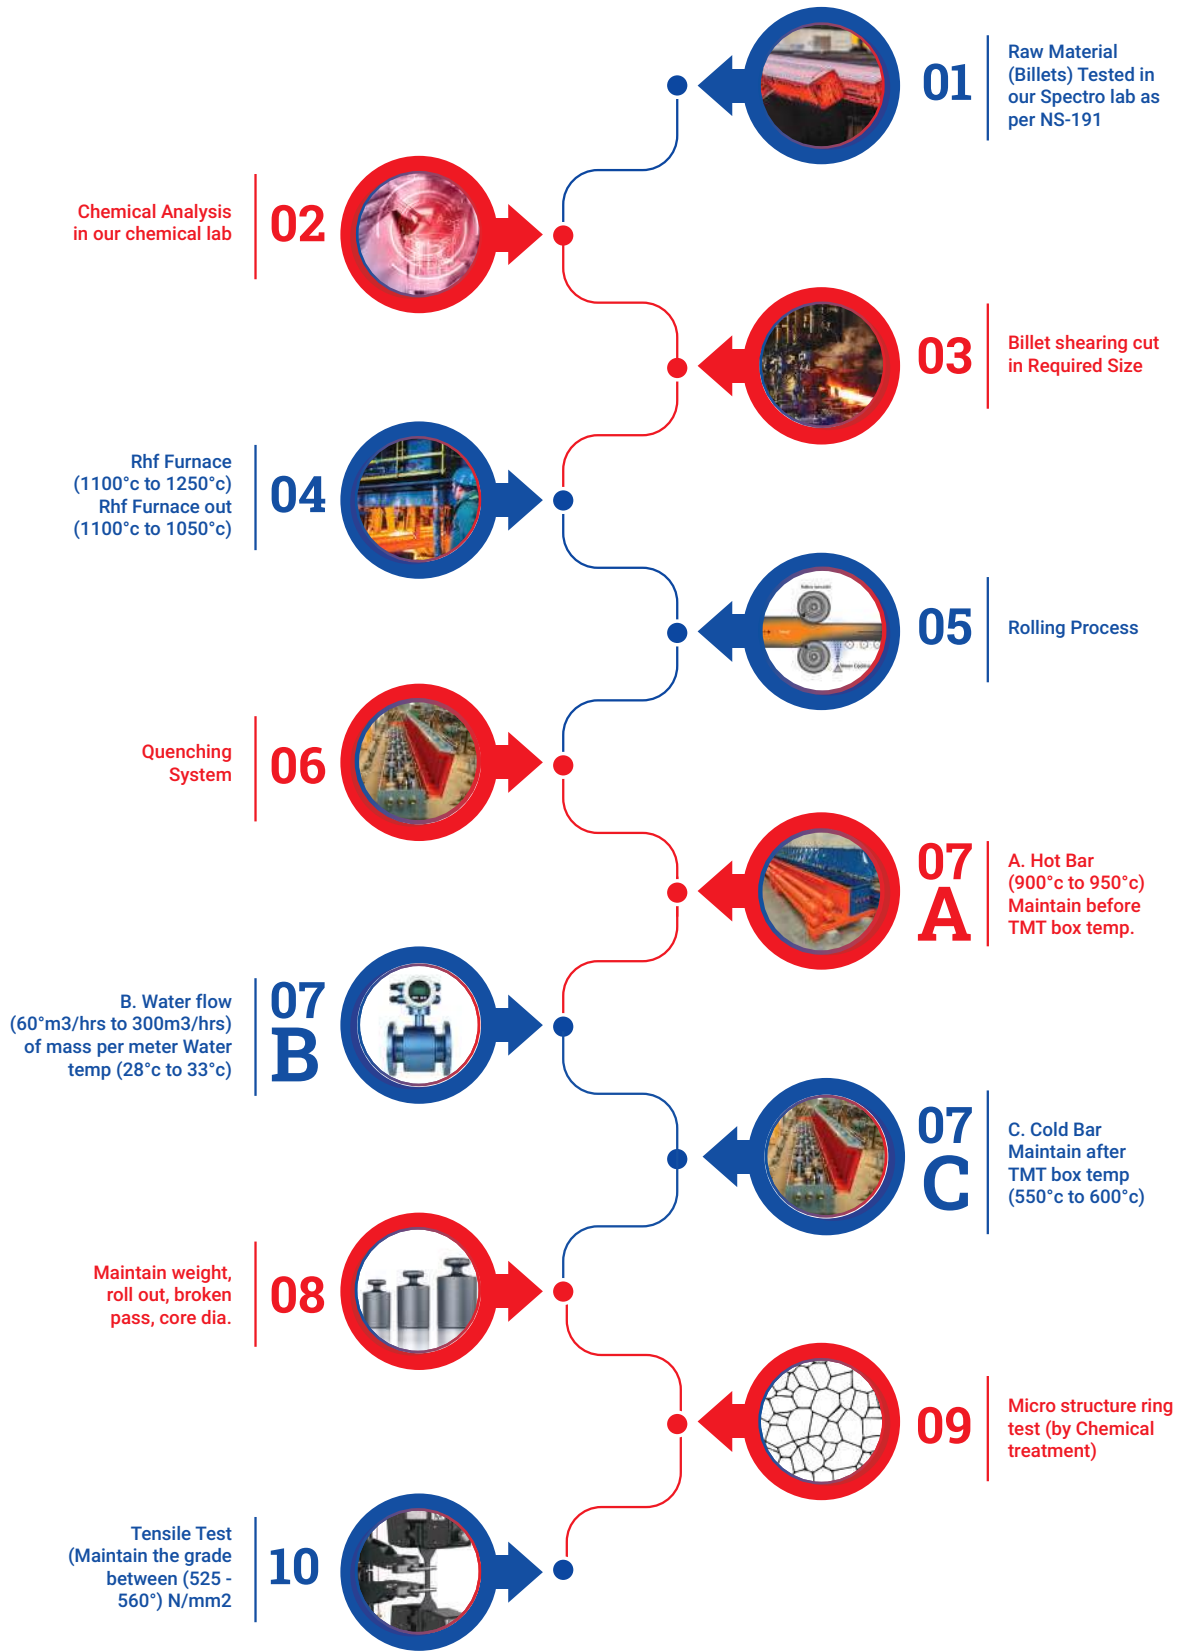 01
Raw Material
(Billets) Tested in
our Spectro lab as
per NS-191
Chemical Analysis
in our chemical lab
02
03
Billet shearing cut
in Required Size
Rhf Furnace
(1100°c to 1250°c)
Rhf Furnace out
(1100°c to 1050°c)
04
05
Rolling Process
Quenching
System
06
07
A
A. Hot Bar
(900°c to 950°c)
Maintain before
TMT box temp.
B. Water flow
(60°m3/hrs to 300m3/hrs)
of mass per meter Water
temp (28°c to 33°c)
07
B
07
C
C. Cold Bar
Maintain after
TMT box temp
(550°c to 600°c)
Maintain weight,
roll out, broken
pass, core dia.
08
09
Micro structure ring
test (by Chemical
treatment)
Tensile Test
(Maintain the grade
between (525 -
560°) N/mm2
10